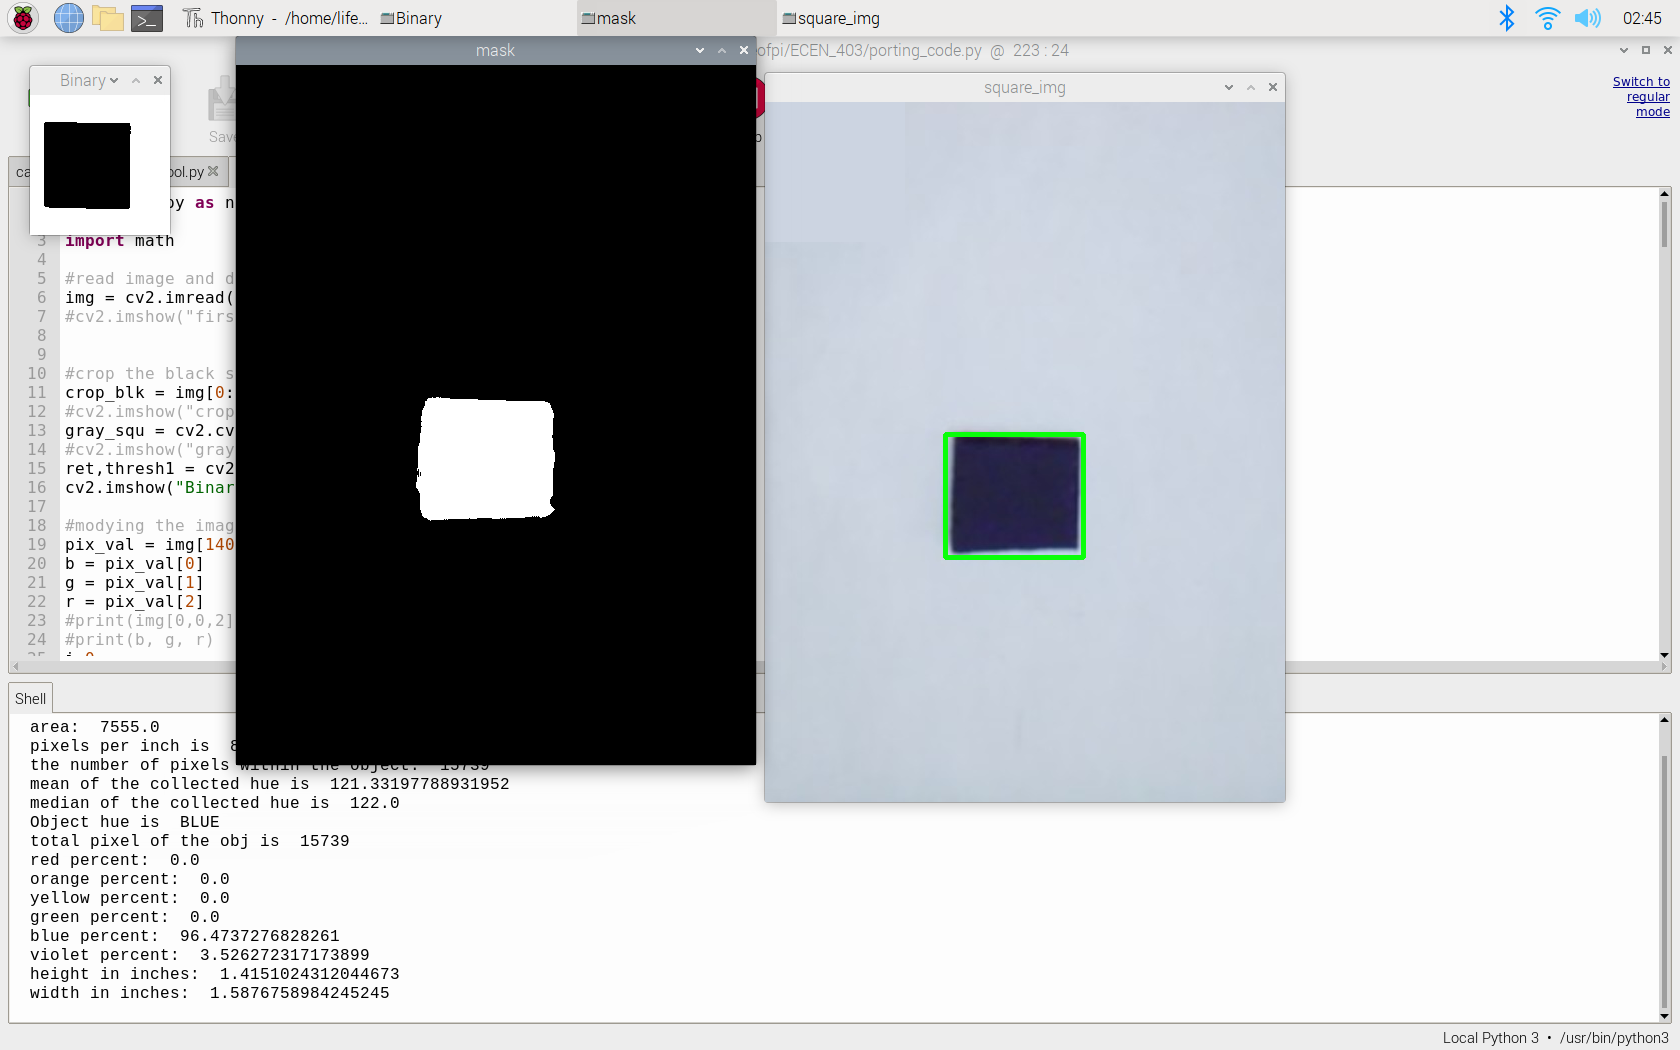 Thonny - /home/life...
Binary
mask
square_img
02:45
mask
ofpi/ECEN_403/porting_code.py @ 223 : 24
Binary
square_img
Switch to
regular
mode
Save
ool.py
as n
3 import math
4
5 #read image and d
6 img = cv2.imread(
7 #cv2.imshow("firs
8
9
10 #crop the black s
11 crop_blk = img[0:
12 #cv2.imshow("crop
13 gray_squ = cv2.cv
14 #cv2.imshow("gray
15 ret,thresh1 = cv2
16 cv2.imshow("Binar
17
18 #modying the imag
19 pix_val = img[140
20 b = pix_val[0]
21 g = pix_val[1]
22 r = pix_val[2]
23 #print(img[0,0,2]
24 #print(b, g, r)
Shell
area: 7555.0
pixels per inch is 8
the number of pixels within the object: 15739
mean of the collected hue is 121.33197788931952
median of the collected hue is 122.0
Object hue is BLUE
total pixel of the obj is 15739
red percent: 0.0
orange percent: 0.0
yellow percent: 0.0
green percent: 0.0
blue percent: 96.4737276828261
violet percent: 3.526272317173899
height in inches: 1.4151024312044673
width in inches: 1.5876758984245245
Local Python 3 • /usr/bin/python3